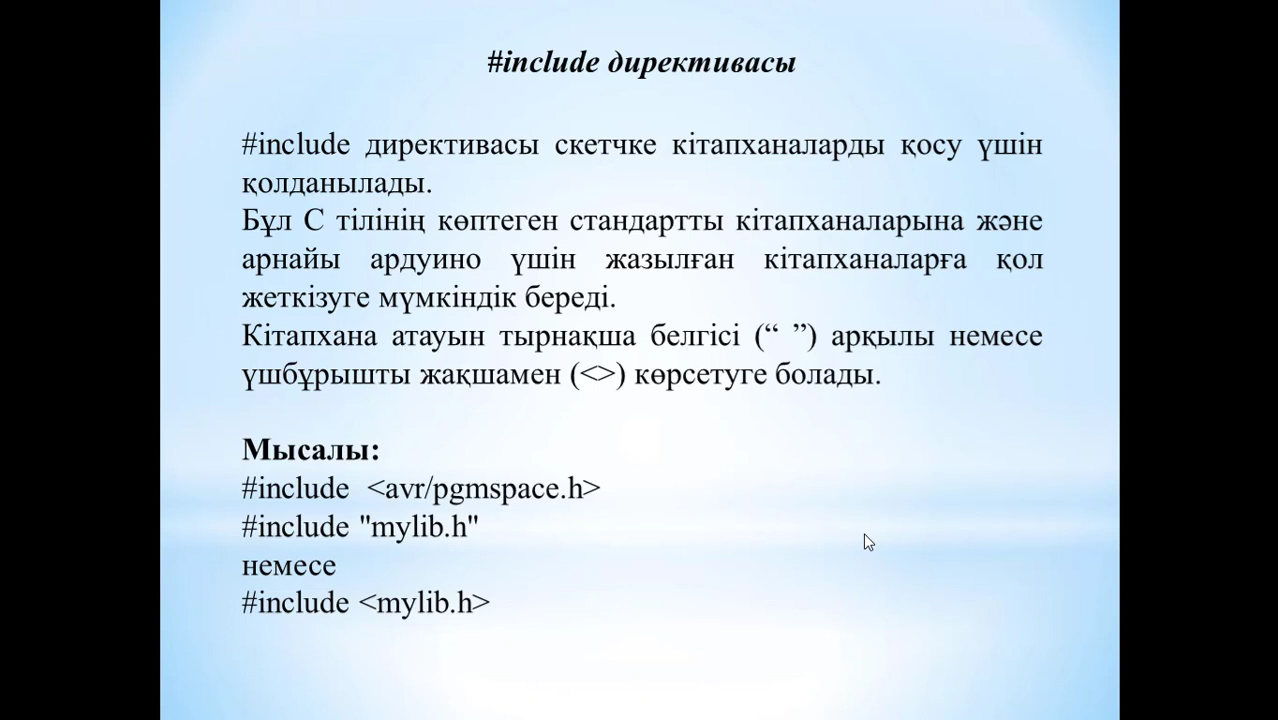 #include директивасы
#include директивасы скетчке кітапханаларды қосу үшін
қолданылады.
Бұл С тілінің көптеген стандартты кітапханаларына және
арнайы ардуино үшін жазылған кітапханаларға қол
жеткізуге мүмкіндік береді.
Кітапхана атауын тырнақша белгісі (“ ”) арқылы немесе
үшбұрышты жақшамен (<>) көрсетуге болады.
Мысалы:
#include  <avr/pgmspace.h>
#include "mylib.h"
немесе
#include <mylib.h>